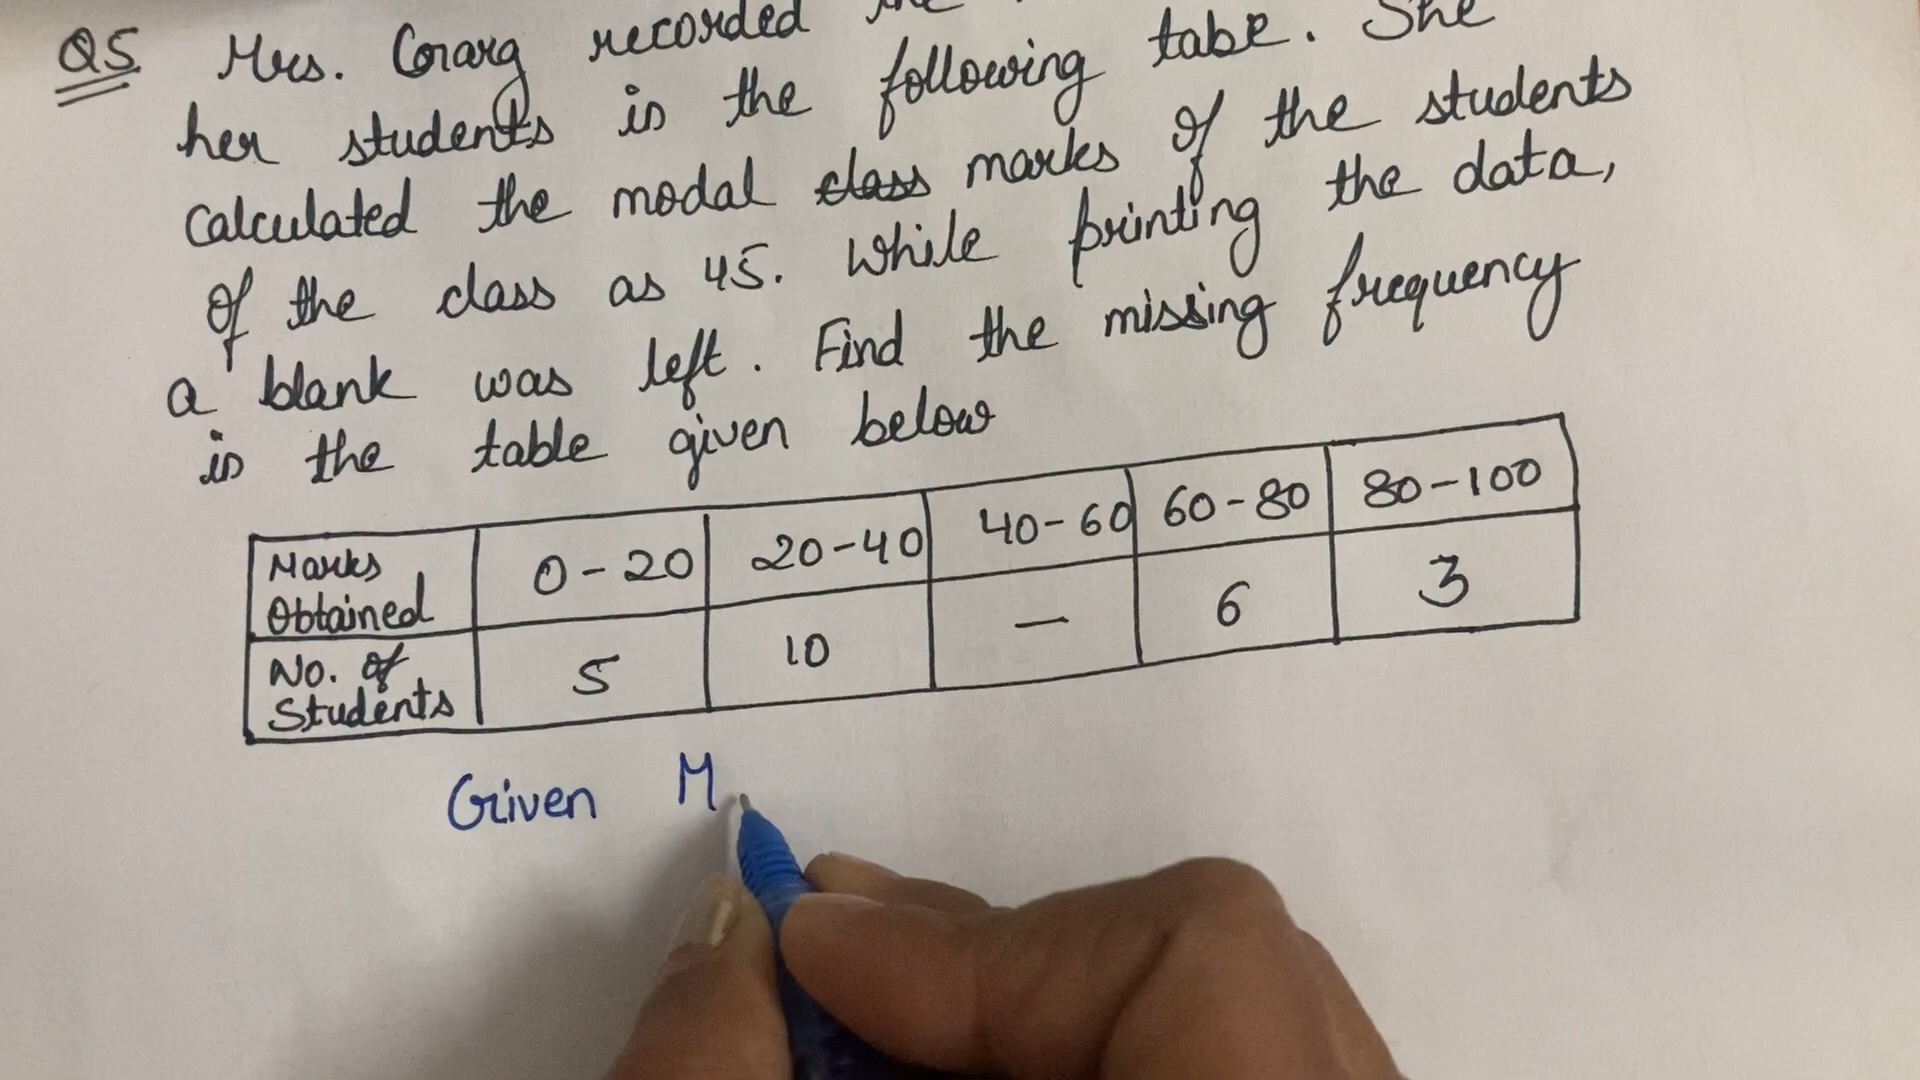 Q5 Mrs. Garg recorded the
her students in the following tabe. She
calculated the modal class marks of the students
of the class as 45. While printing the data,
a blank was left. Find the missing frequency
in the table given below
Marks Obtained 0-20 20-40 40-60 60-80 80-100
No. of Students 5 10 — 6 3
Given M